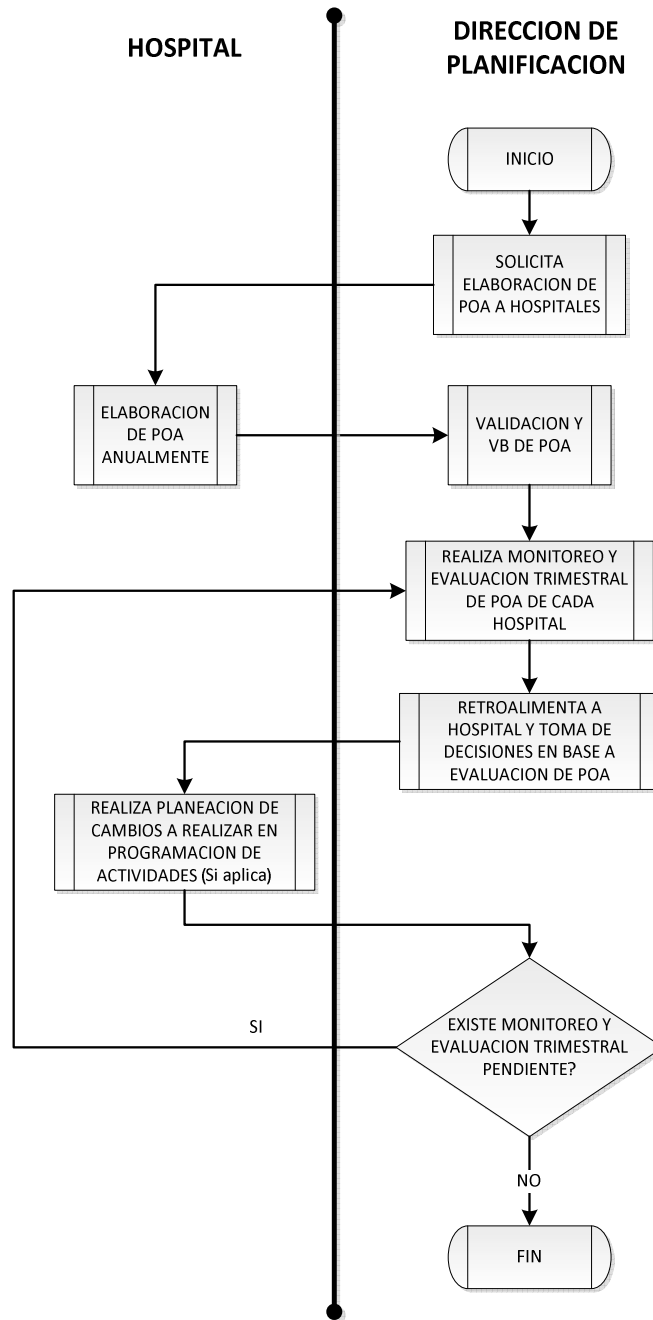 HOSPITAL
DIRECCION DE
PLANIFICACION
INICIO
SOLICITA
ELABORACION DE
POA A HOSPITALES
ELABORACION
DE POA
ANUALMENTE
VALIDACION Y
VB DE POA
REALIZA MONITOREO Y
EVALUACION TRIMESTRAL
DE POA DE CADA
HOSPITAL
RETROALIMENTA A
HOSPITAL Y TOMA DE
DECISIONES EN BASE A
EVALUACION DE POA
REALIZA PLANEACION DE
CAMBIOS A REALIZAR EN
PROGRAMACION DE
ACTIVIDADES (Si aplica)
EXISTE MONITOREO Y
EVALUACION TRIMESTRAL
PENDIENTE?
SI
NO
FIN